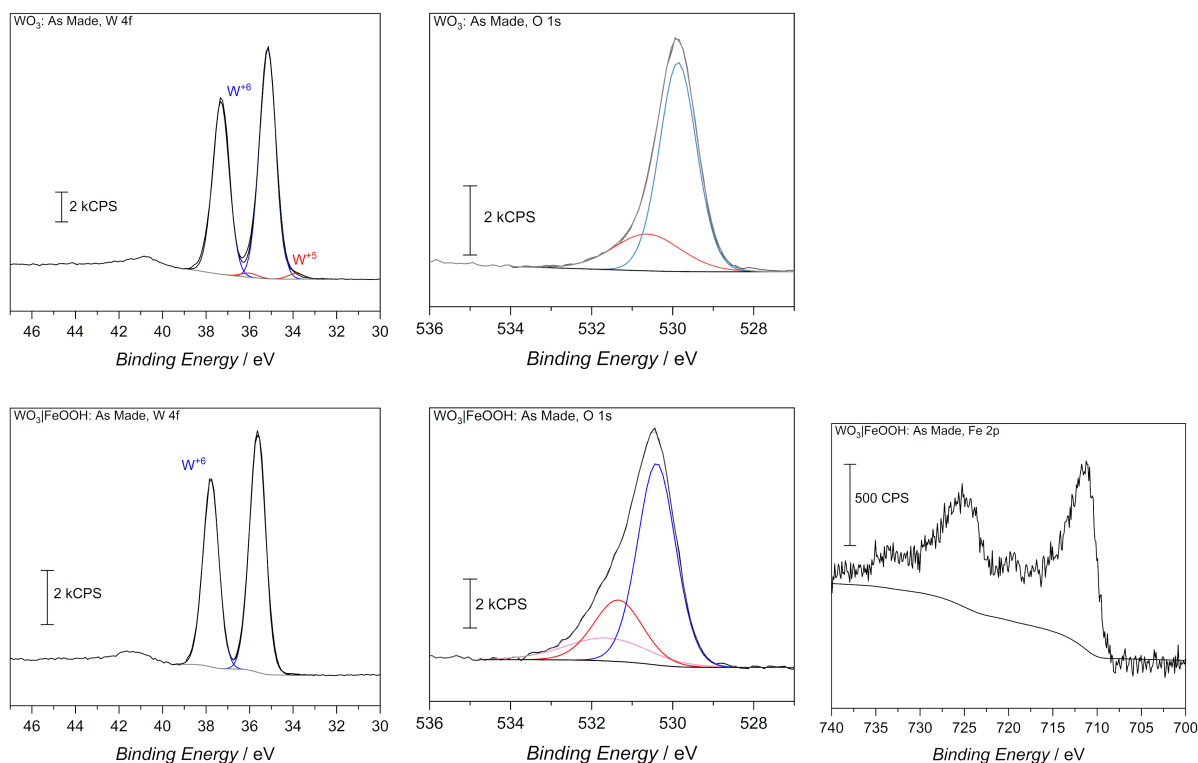 WO₃: As Made, W 4f
W⁺⁶
2 kCPS
W⁺⁵
46 44 42 40 38 36 34 32 30
Binding Energy / eV
WO₃: As Made, O 1s
2 kCPS
536 534 532 530 528
Binding Energy / eV
WO₃|FeOOH: As Made, W 4f
W⁺⁶
2 kCPS
46 44 42 40 38 36 34 32 30
Binding Energy / eV
WO₃|FeOOH: As Made, O 1s
2 kCPS
536 534 532 530 528
Binding Energy / eV
WO₃|FeOOH: As Made, Fe 2p
500 CPS
740 735 730 725 720 715 710 705 700
Binding Energy / eV